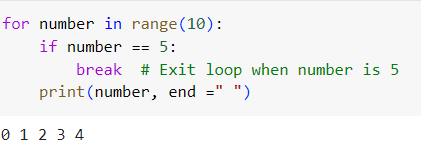 for number in range(10):
    if number == 5:
        break  # Exit loop when number is 5
    print(number, end =" ")
0 1 2 3 4